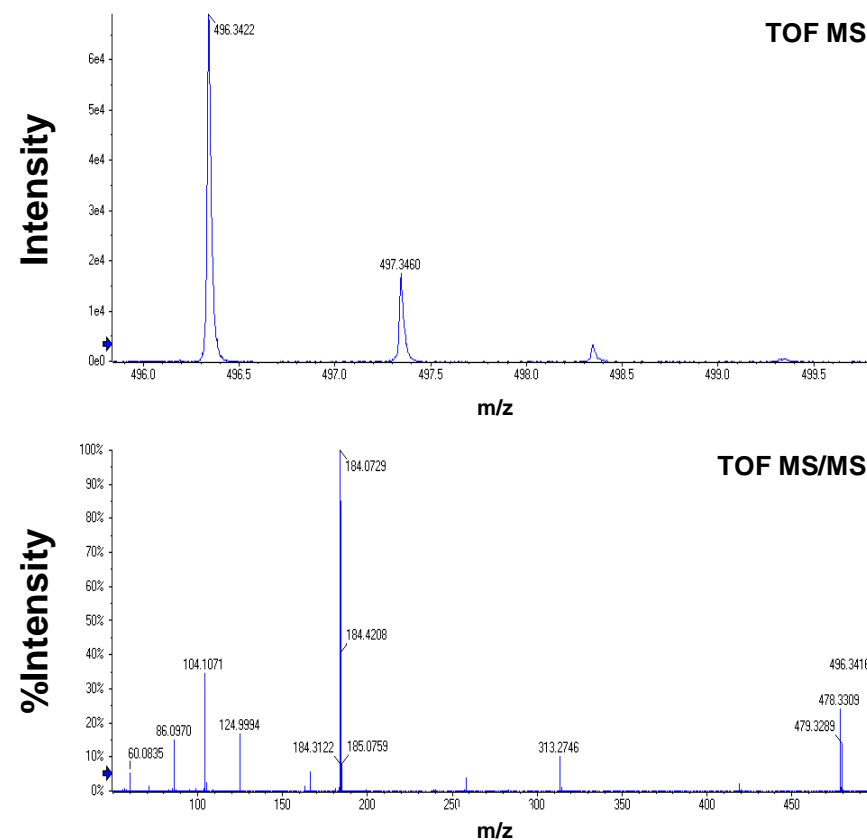 TOF MS
496.3422
6e4
5e4
4e4
3e4
2e4
1e4
0e0
497.3460
496.0 496.5 497.0 497.5 498.0 498.5 499.0 499.5
m/z
Intensity
TOF MS/MS
100%
90%
80%
70%
60%
50%
40%
30%
20%
10%
0%
184.0729
184.4208
496.3416
104.1071
478.3309
124.9994
86.0970
184.3122
185.0759
479.3289
60.0835
313.2746
100 150 200 250 300 350 400 450
m/z
%Intensity